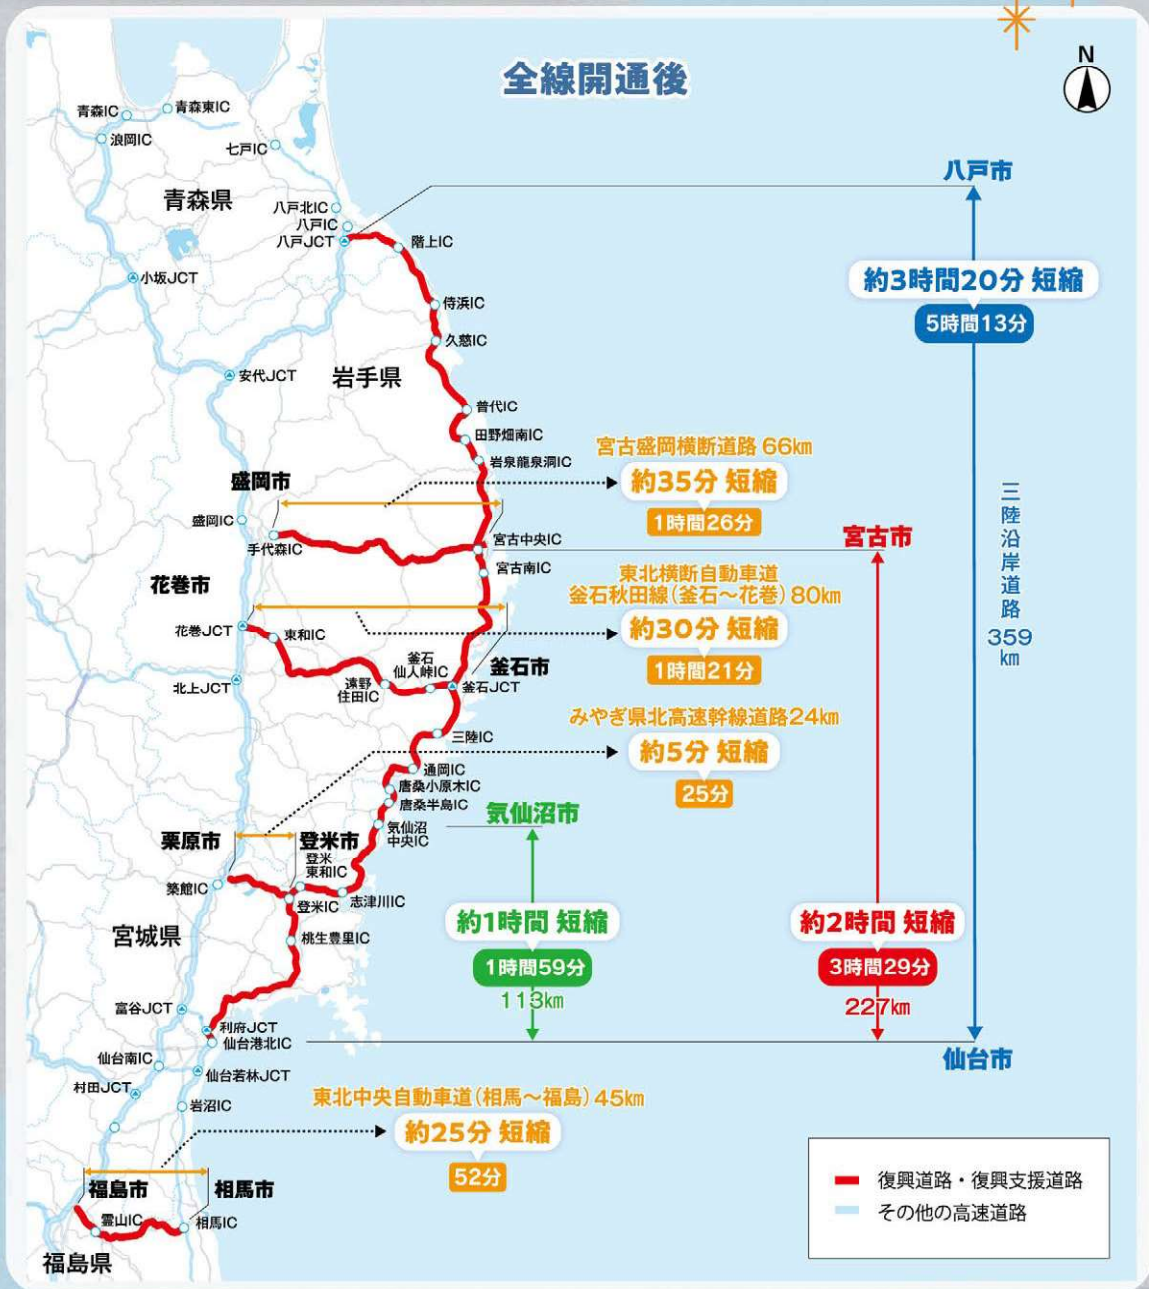 全線開通後
N
青森IC
青森東IC
浪岡IC
七戸IC
青森県
八戸市
八戸北IC
八戸IC
八戸JCT
階上IC
小坂JCT
約3時間20分 短縮
5時間13分
侍浜IC
久慈IC
安代JCT
岩手県
普代IC
田野畑南IC
岩泉龍泉洞IC
宮古盛岡横断道路 66km
約35分 短縮
1時間26分
盛岡市
盛岡IC
手代森IC
宮古中央IC
宮古南IC
宮古市
三陸沿岸道路
359
km
東北横断自動車道
釜石秋田線(釜石～花巻)80km
約30分 短縮
1時間21分
花巻市
花巻JCT
東和IC
釜石
仙人峠IC
釜石市
北上JCT
遠野
住田IC
釜石JCT
みやぎ県北高速幹線道路24km
約5分 短縮
25分
三陸IC
通岡IC
唐桑小原木IC
唐桑半島IC
気仙沼市
気仙沼
中央IC
栗原市
登米市
登米
東和IC
築館IC
登米IC
志津川IC
宮城県
桃生豊里IC
約1時間 短縮
1時間59分
113km
約2時間 短縮
3時間29分
227km
富谷JCT
利府JCT
仙台港北IC
仙台市
仙台南IC
仙台若林JCT
村田JCT
岩沼IC
東北中央自動車道(相馬～福島)45km
約25分 短縮
52分
福島市
相馬市
霊山IC
相馬IC
福島県
復興道路・復興支援道路
その他の高速道路